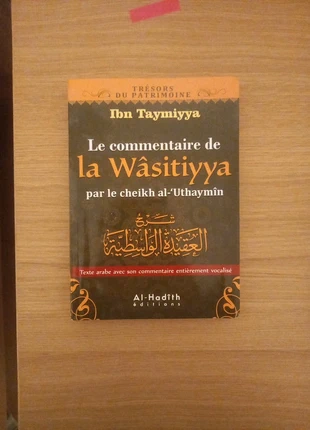 TRÉSORS
DU PATRIMOINE
Ibn Taymiyya
Le commentaire de
la Wâsitiyya
par le cheikh al-'Uthaymîn
شرح
العقيدة الواسطية
Texte arabe avec son commentaire entièrement vocalisé
Al-Hadîth
éditions